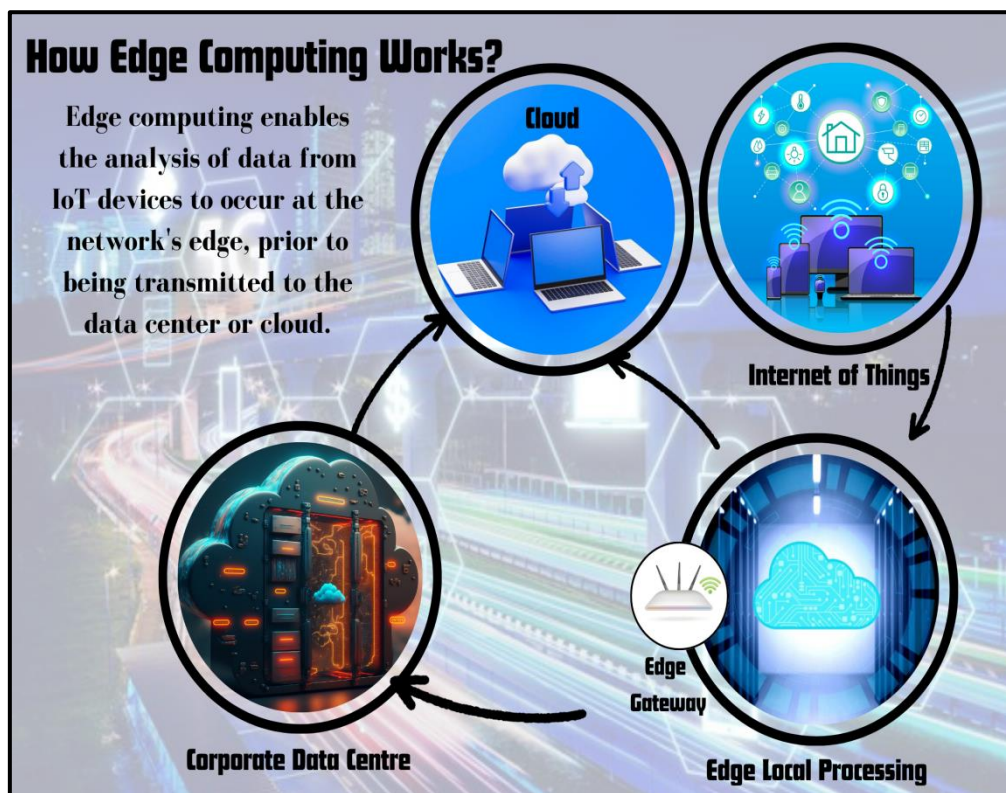 How Edge Computing Works?
Edge computing enables
the analysis of data from
IoT devices to occur at the
network's edge, prior to
being transmitted to the
data center or cloud.
Cloud
Internet of Things
Edge
Gateway
Corporate Data Centre
Edge Local Processing